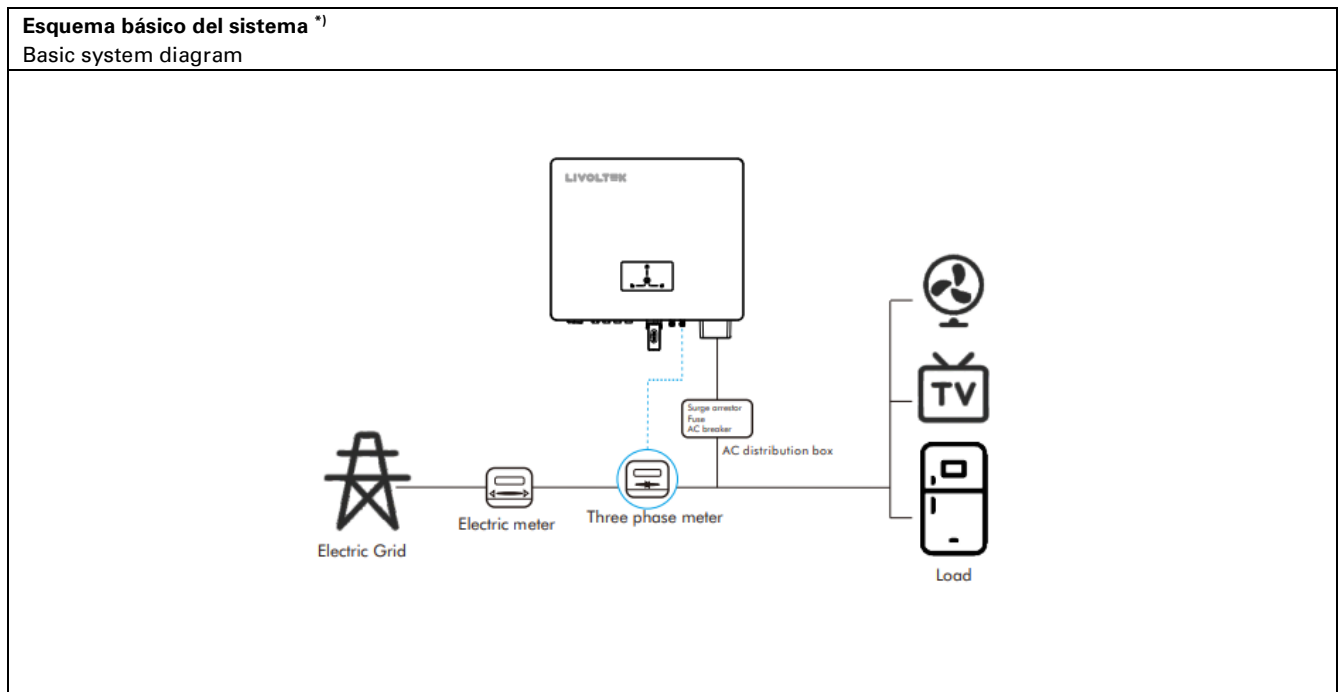 Esquema básico del sistema *)
Basic system diagram
LIVOLTEK
Surge arrestor
Fuse
AC breaker
AC distribution box
TV
Electric meter
Three phase meter
Electric Grid
Load